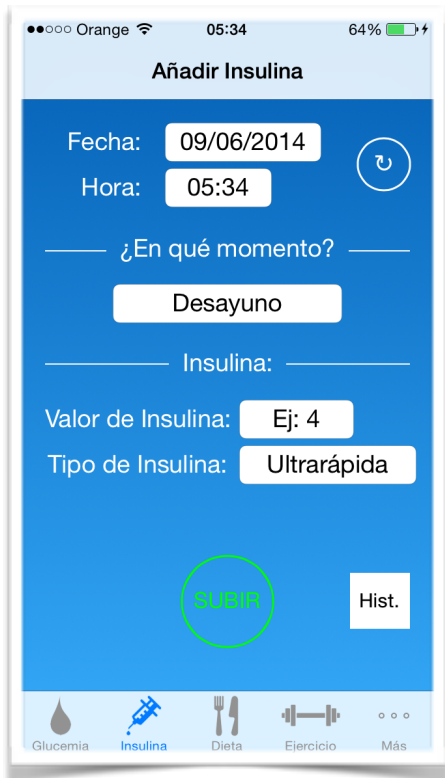 Orange 05:34 64%
Añadir Insulina
Fecha: 09/06/2014
↻
Hora: 05:34
¿En qué momento?
Desayuno
Insulina:
Valor de Insulina: Ej: 4
Tipo de Insulina: Ultrarápida
SUBIR Hist.
Glucemia Insulina Dieta Ejercicio Más